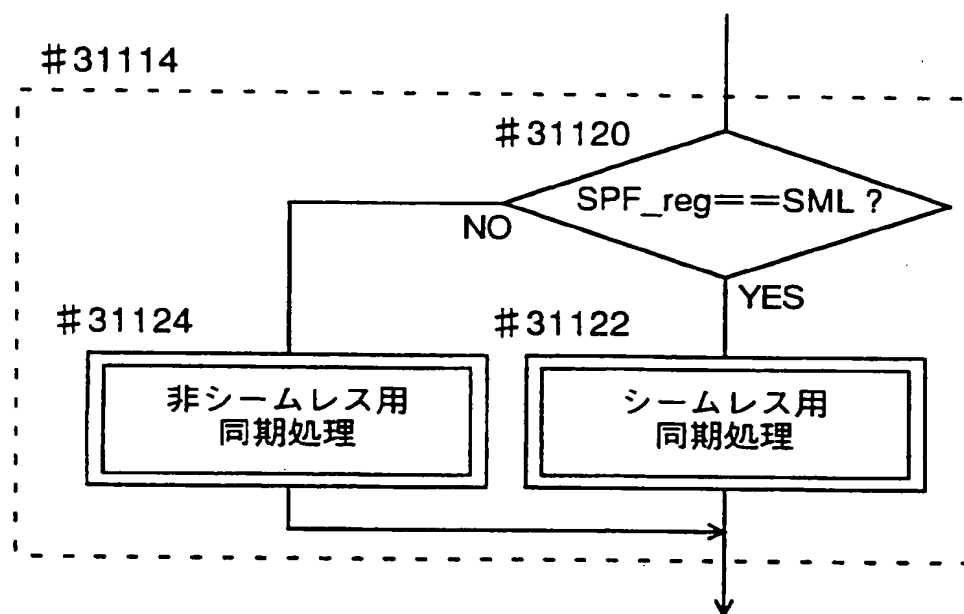 #31114
#31120
SPF_reg==SML ?
NO
YES
#31124
#31122
非シームレス用
同期処理
シームレス用
同期処理